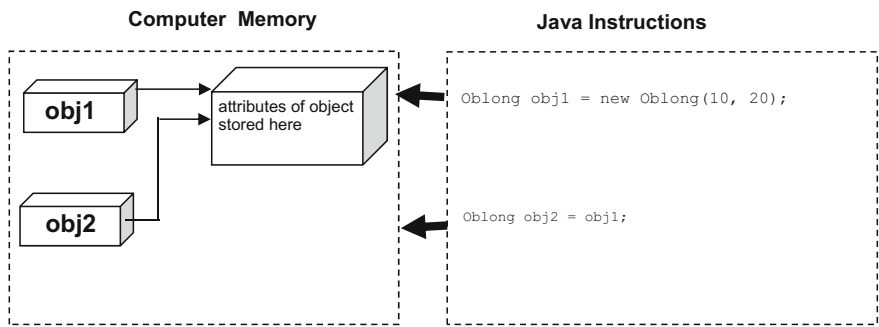 Computer Memory
Java Instructions
obj1
attributes of object
stored here
Oblong obj1 = new Oblong(10, 20);
obj2
Oblong obj2 = obj1;